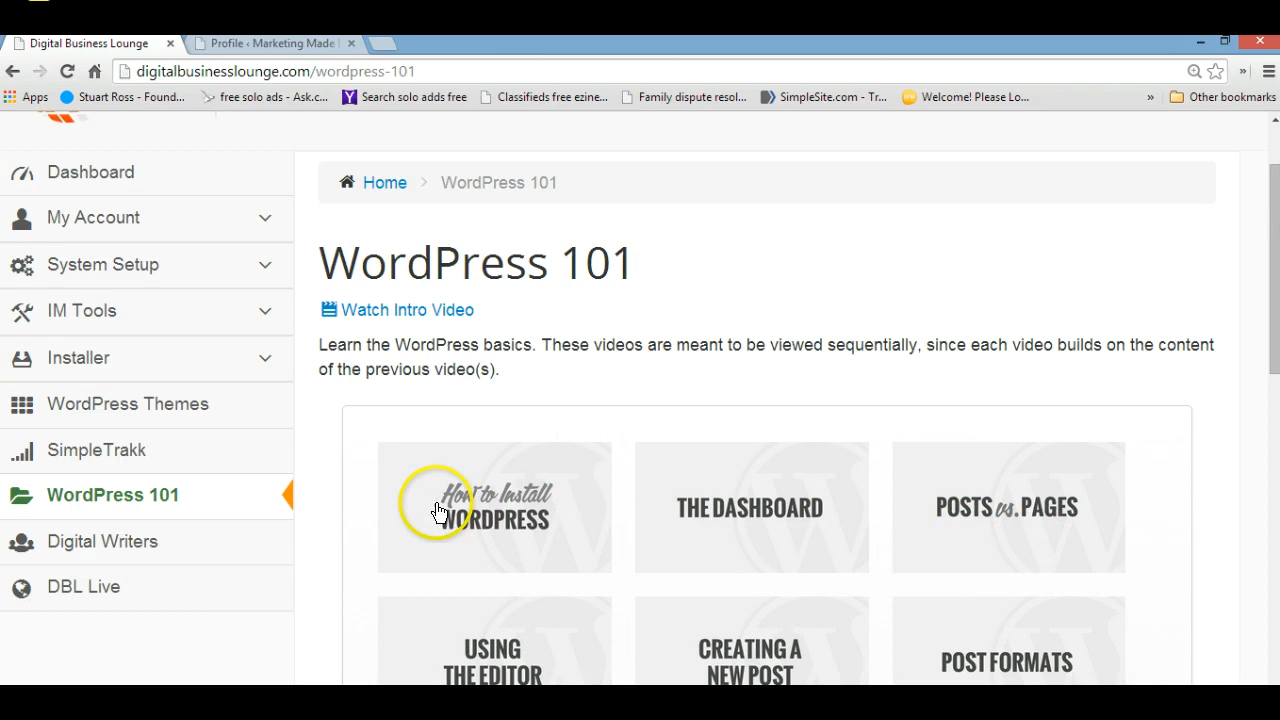 Digital Business Lounge
Profile ‹ Marketing Made
digitalbusinesslounge.com/wordpress-101
Apps
Stuart Ross - Found...
free solo ads - Ask.c...
Search solo adds free
Classifieds free ezine...
Family dispute resol...
SimpleSite.com - Tr...
Welcome! Please Lo...
»
Other bookmarks
Dashboard
My Account
System Setup
IM Tools
Installer
WordPress Themes
SimpleTrakk
WordPress 101
Digital Writers
DBL Live
Home > WordPress 101
WordPress 101
Watch Intro Video
Learn the WordPress basics. These videos are meant to be viewed sequentially, since each video builds on the content
of the previous video(s).
How to Install
WORDPRESS
THE DASHBOARD
POSTS vs. PAGES
USING
THE EDITOR
CREATING A
NEW POST
POST FORMATS